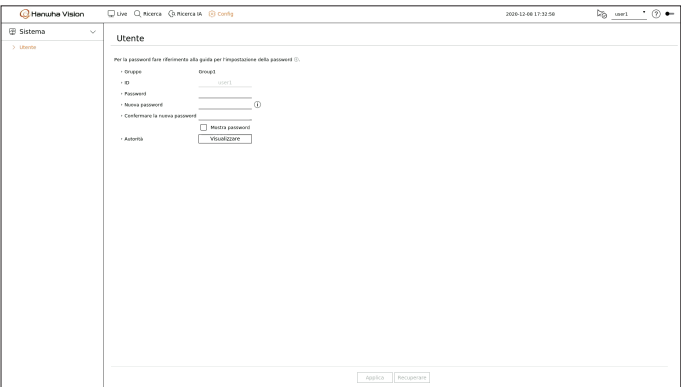 Hanwha Vision Live Ricerca Ricerca IA Config 2020-12-08 17:32:58 user1
Sistema
Utente
Utente
Per la password fare riferimento alla guida per l'impostazione della password
Gruppo Group1
ID user1
Password
Nuova password
Confermare la nuova password
Mostra password
Autorità Visualizzare
Applica Recuperare